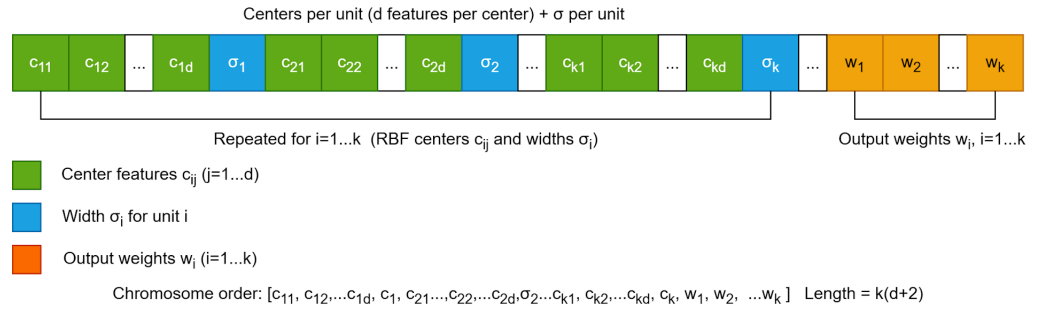 Centers per unit (d features per center) + σ per unit
c₁₁ c₁₂ ... c₁d σ₁ c₂₁ c₂₂ ... c₂d σ₂ ... cₖ₁ cₖ₂ ... cₖd σₖ ... w₁ w₂ ... wₖ
Repeated for i=1...k (RBF centers cᵢⱼ and widths σᵢ)
Output weights wᵢ, i=1...k
Center features cᵢⱼ (j=1...d)
Width σᵢ for unit i
Output weights wᵢ (i=1...k)
Chromosome order: [c₁₁, c₁₂,...c₁d, c₁, c₂₁...,c₂₂,...c₂d,σ₂...cₖ₁, cₖ₂,...cₖd, cₖ, w₁, w₂, ...wₖ ] Length = k(d+2)